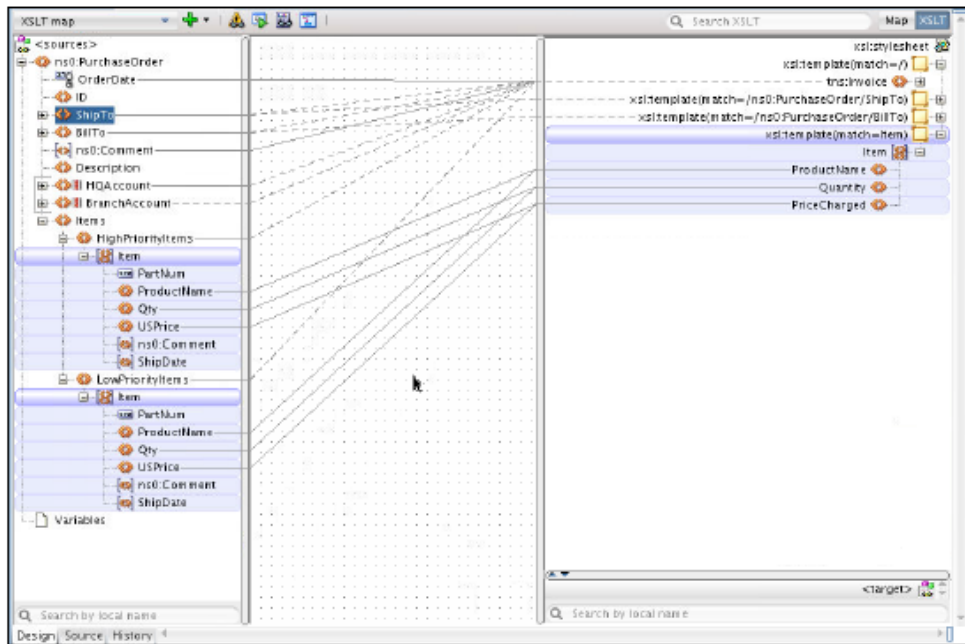 XSLT map
Search XSLT
Map
XSLT
<sources>
ns0:PurchaseOrder
OrderDate
ID
ShipTo
BillTo
ns0:Comment
Description
HQAccount
BranchAccount
Items
HighPriorityItems
Item
PartNum
ProductName
Qty
USPrice
ns0:Comment
ShipDate
LowPriorityItems
Item
PartNum
ProductName
Qty
USPrice
ns0:Comment
ShipDate
Variables
Search by local name
xsl:stylesheet
xsl:template(match=/)
tns:Invoice
xsl:template(match=/ns0:PurchaseOrder/ShipTo)
xsl:template(match=/ns0:PurchaseOrder/BillTo)
xsl:template(match=Item)
Item
ProductName
Quantity
PriceCharged
<target>
Search by local name
Design Source History